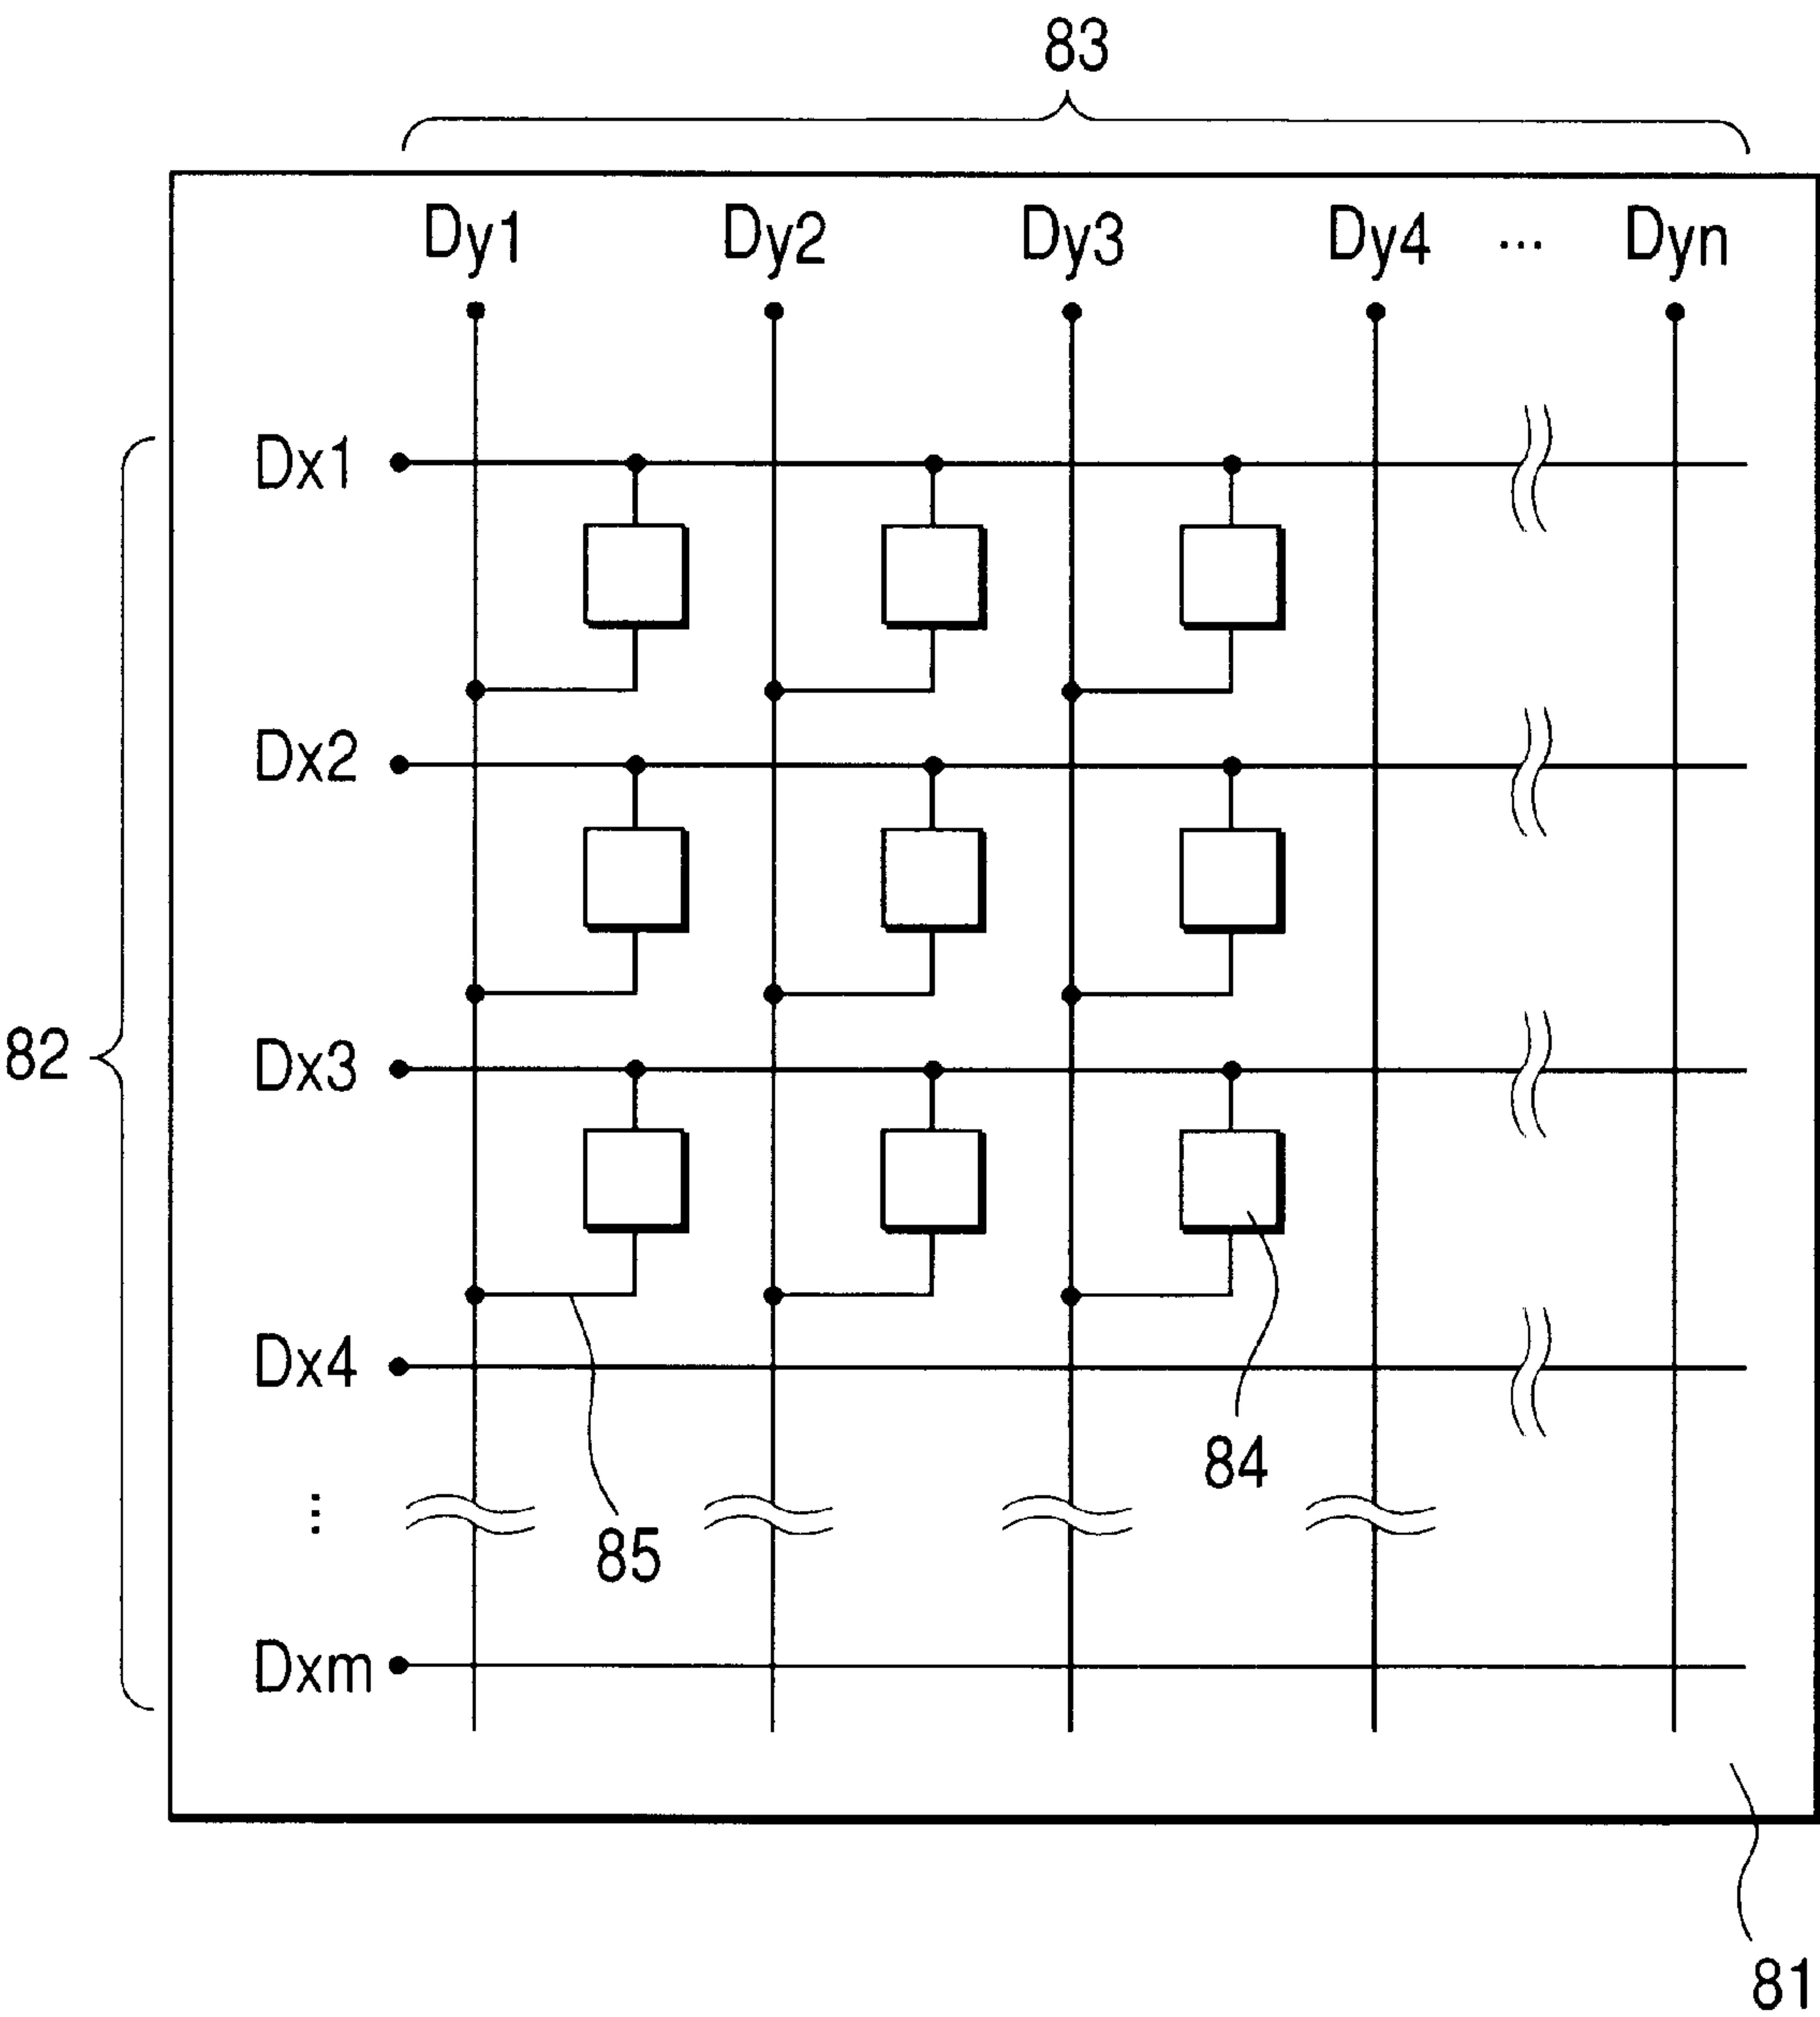 83
Dy1 Dy2 Dy3 Dy4 ... Dyn
Dx1
Dx2
82
Dx3
Dx4
84
⋮
85
Dxm
81